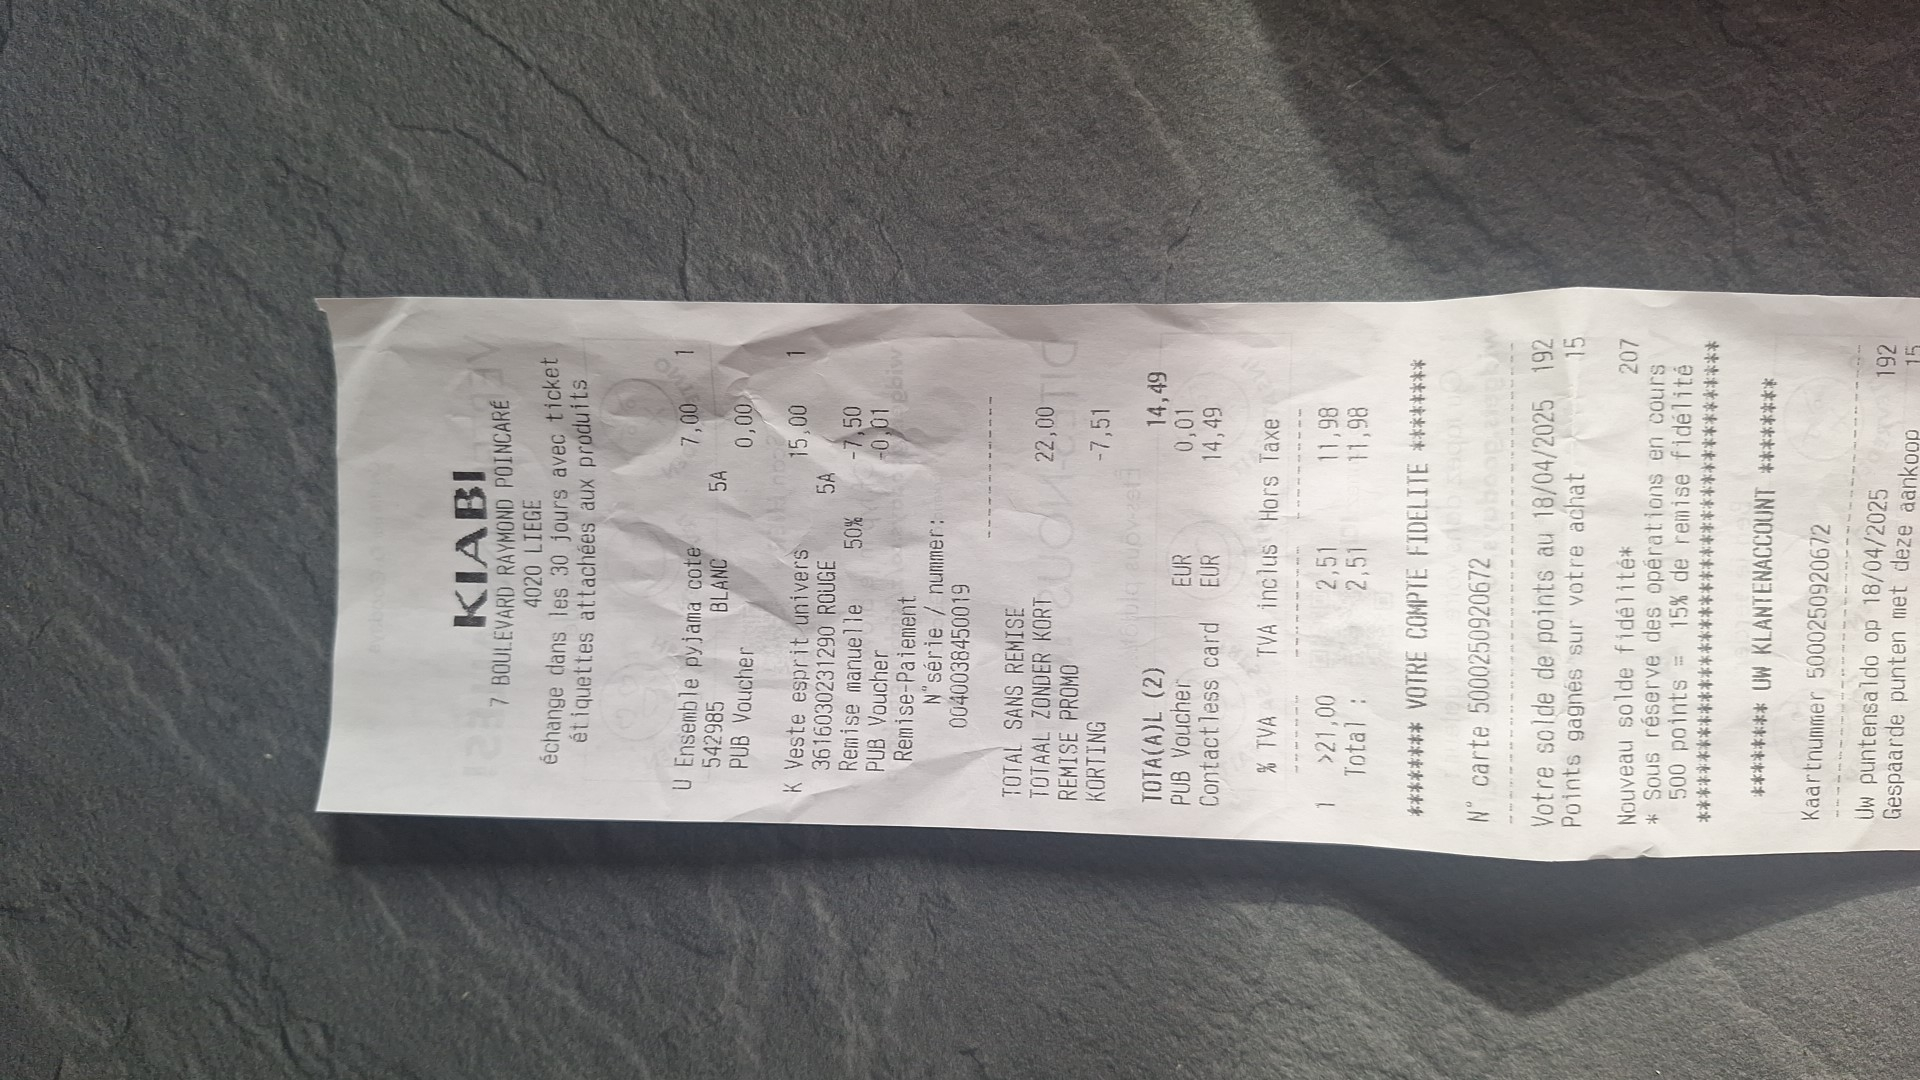 KIABI
7 BOULEVARD RAYMOND POINCARÉ
4020 LIEGE
échange dans les 30 jours avec ticket
étiquettes attachées aux produits
U Ensemble pyjama cote 7,00 1
542985 BLANC 5A
PUB Voucher 0,00
K Veste esprit univers 15,00 1
3616030231290 ROUGE 5A
Remise manuelle 50% -7,50
PUB Voucher -0,01
Remise-Paiement
N°série / nummer:
00400384500​19
TOTAL SANS REMISE
TOTAAL ZONDER KORT 22,00
REMISE PROMO
KORTING -7,51
TOTA(A)L (2) 14,49
PUB Voucher EUR 0,01
Contactless card EUR 14,49
% TVA TVA inclus Hors Taxe
1 >21,00 2,51 11,98
Total : 2,51 11,98
******** VOTRE COMPTE FIDELITE ********
N° carte 5000250920672
Votre solde de points au 18/04/2025 192
Points gagnés sur votre achat 15
Nouveau solde fidélité* 207
* Sous réserve des opérations en cours
500 points = 15% de remise fidélité
******************************************
******** UW KLANTENACCOUNT ********
Kaartnummer 5000250920672
Uw puntensaldo op 18/04/2025 192
Gespaarde punten met deze aankoop 15